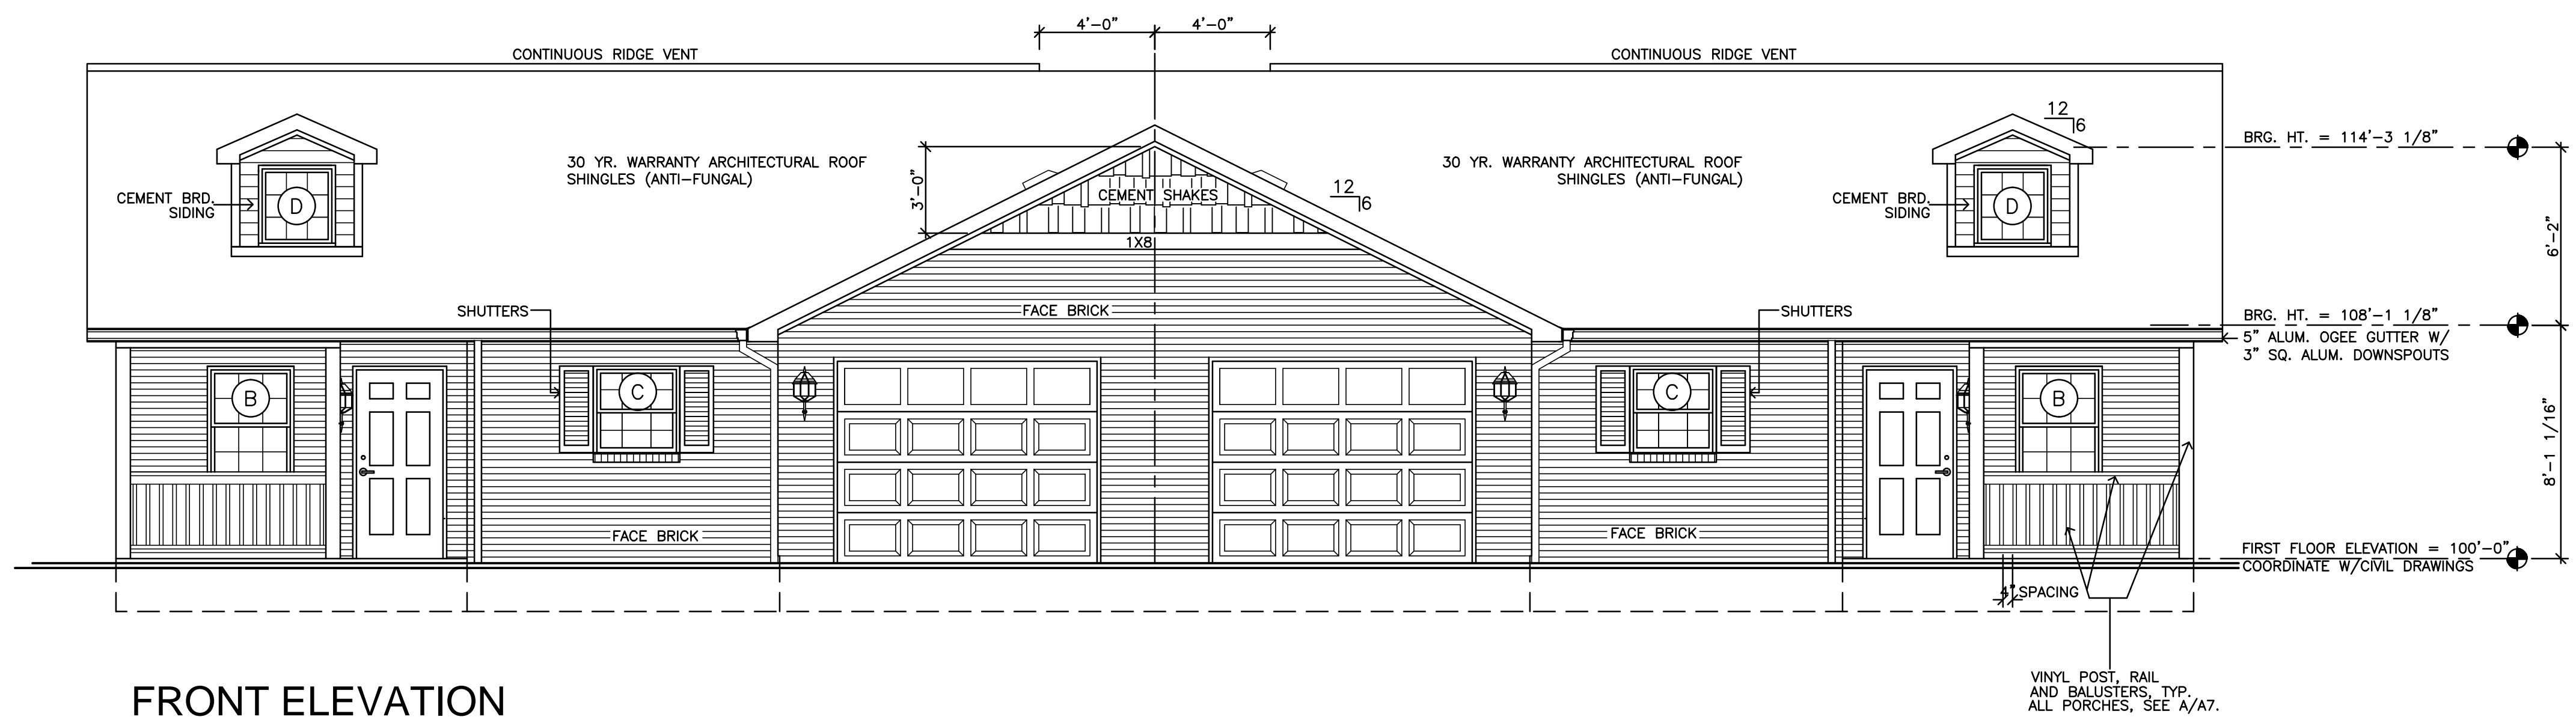 4'-0" 4'-0"
CONTINUOUS RIDGE VENT
CONTINUOUS RIDGE VENT
12
6
BRG. HT. = 114'-3 1/8"
30 YR. WARRANTY ARCHITECTURAL ROOF
SHINGLES (ANTI-FUNGAL)
30 YR. WARRANTY ARCHITECTURAL ROOF
SHINGLES (ANTI-FUNGAL)
3'-0"
CEMENT SHAKES
12
6
CEMENT BRD.
SIDING
D
CEMENT BRD.
SIDING
D
1X8
6'-2"
SHUTTERS
FACE BRICK
SHUTTERS
BRG. HT. = 108'-1 1/8"
5" ALUM. OGEE GUTTER W/
3" SQ. ALUM. DOWNSPOUTS
B
C
C
B
8'-1 1/16"
FACE BRICK
FACE BRICK
FIRST FLOOR ELEVATION = 100'-0"
COORDINATE W/CIVIL DRAWINGS
4" SPACING
VINYL POST, RAIL
AND BALUSTERS, TYP.
ALL PORCHES, SEE A/A7.
FRONT ELEVATION